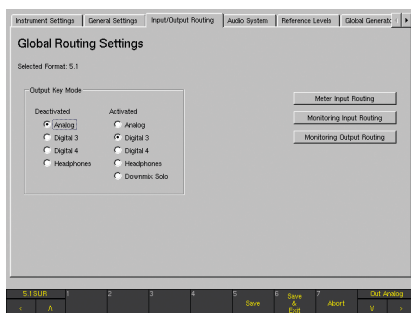 Instrument Settings General Settings Input/Output Routing Audio System Reference Levels Global Generato
Global Routing Settings
Selected Format: 5.1
Output Key Mode
Deactivated Activated
Analog Analog
Digital 3 Digital 3
Digital 4 Digital 4
Headphones Headphones
Downmix Solo
Meter Input Routing
Monitoring Input Routing
Monitoring Output Routing
5.1SUR 1 2 3 4 5 6 7 Out Analog
< ʌ Save Save & Exit Abort v >